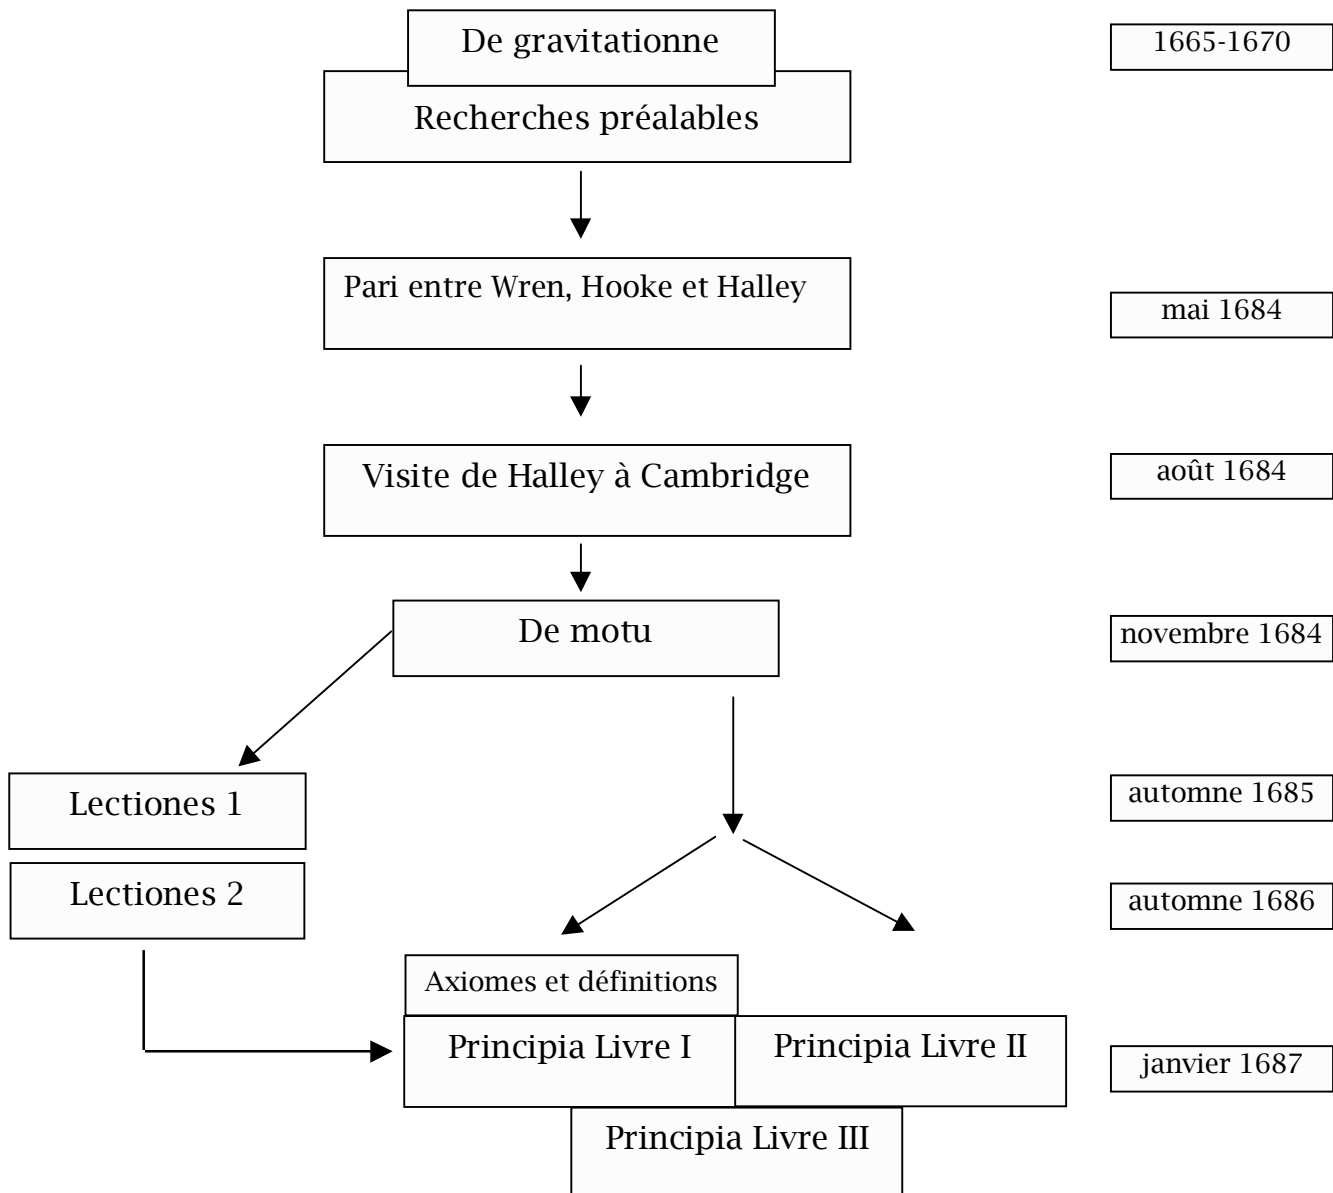 De gravitationne
1665-1670
Recherches préalables
Pari entre Wren, Hooke et Halley
mai 1684
Visite de Halley à Cambridge
août 1684
De motu
novembre 1684
Lectiones 1
automne 1685
Lectiones 2
automne 1686
Axiomes et définitions
Principia Livre I
Principia Livre II
janvier 1687
Principia Livre III